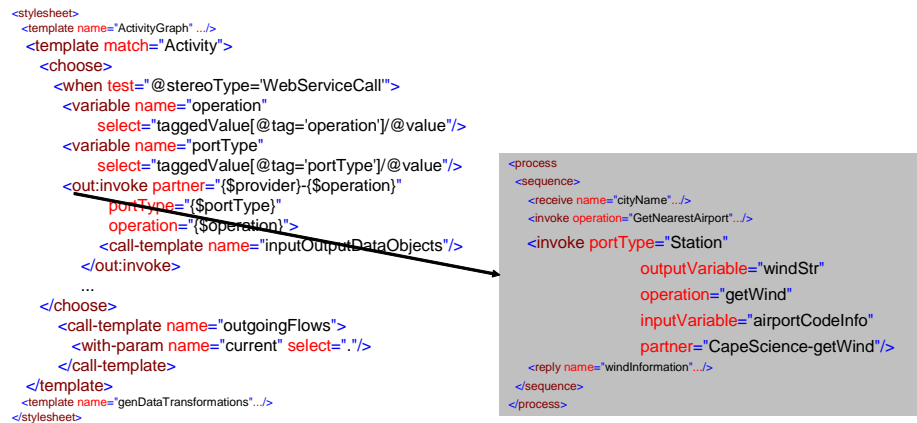 <stylesheet>
<template name="ActivityGraph" .../>
<template match="Activity">
<choose>
<when test="@stereoType='WebServiceCall'">
<variable name="operation"
select="taggedValue[@tag='operation']/@value"/>
<variable name="portType"
select="taggedValue[@tag='portType']/@value"/>
<out:invoke partner="{$provider}-{$operation}"
portType="{$portType}"
operation="{$operation}">
<call-template name="inputOutputDataObjects"/>
</out:invoke>
...
</choose>
<call-template name="outgoingFlows">
<with-param name="current" select="."/>
</call-template>
</template>
<template name="genDataTransformations".../>
</stylesheet>
<process
<sequence>
<receive name="cityName".../>
<invoke operation="GetNearestAirport".../>
<invoke portType="Station"
outputVariable="windStr"
operation="getWind"
inputVariable="airportCodeInfo"
partner="CapeScience-getWind"/>
<reply name="windInformation".../>
</sequence>
</process>